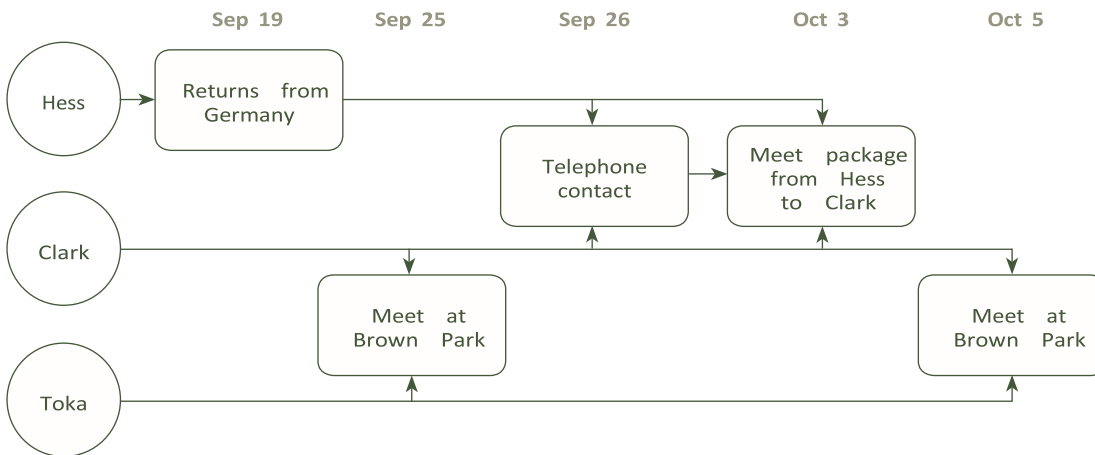 Sep 19
Sep 25
Sep 26
Oct 3
Oct 5
Hess
Returns from
Germany
Telephone
contact
Meet package
from Hess
to Clark
Clark
Meet at
Brown Park
Meet at
Brown Park
Toka